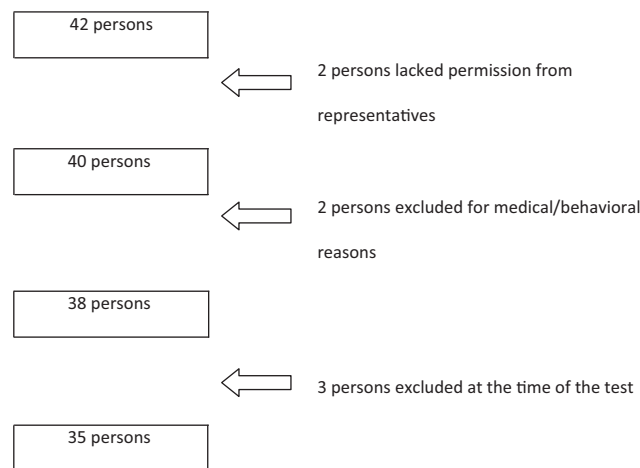 42 persons
2 persons lacked permission from
representatives
40 persons
2 persons excluded for medical/behavioral
reasons
38 persons
3 persons excluded at the time of the test
35 persons